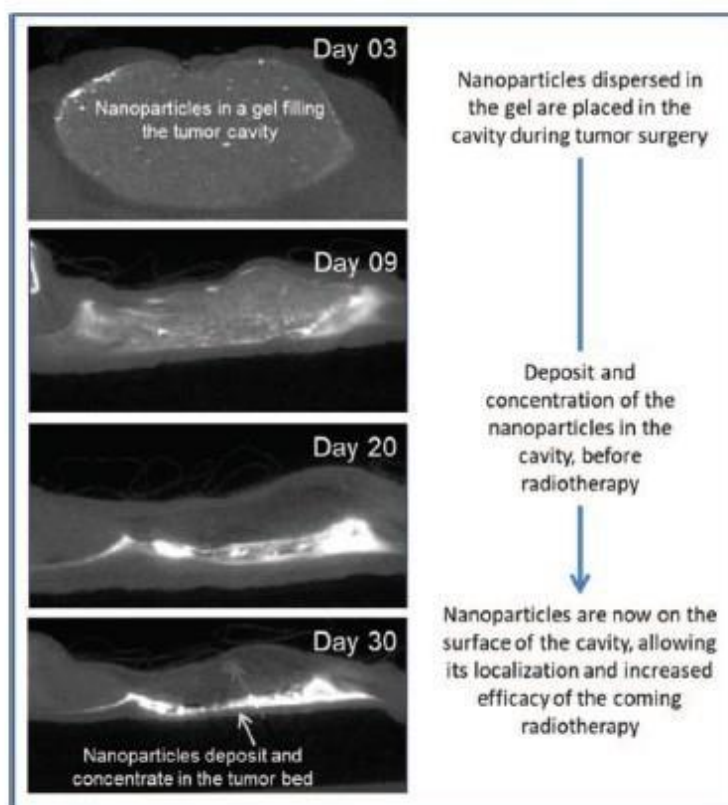 Day 03
Nanoparticles in a gel filling
the tumor cavity
Nanoparticles dispersed in
the gel are placed in the
cavity during tumor surgery
Day 09
Deposit and
concentration of the
nanoparticles in the
cavity, before
radiotherapy
Day 20
Nanoparticles are now on the
surface of the cavity, allowing
its localization and increased
efficacy of the coming
radiotherapy
Day 30
Nanoparticles deposit and
concentrate in the tumor bed